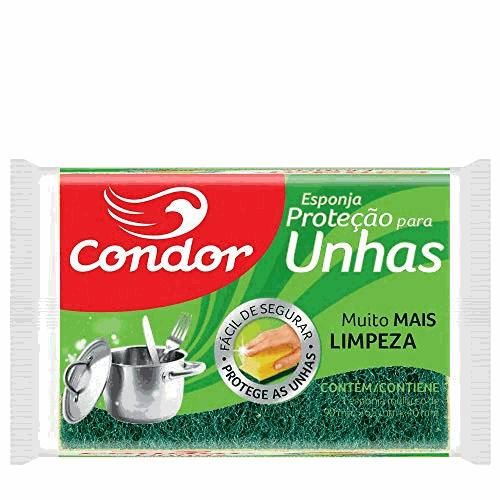 Condor
Esponja
Proteção para
Unhas
FÁCIL DE SEGURAR
PROTEGE AS UNHAS
Muito MAIS
LIMPEZA
CONTÉM/CONTIENE